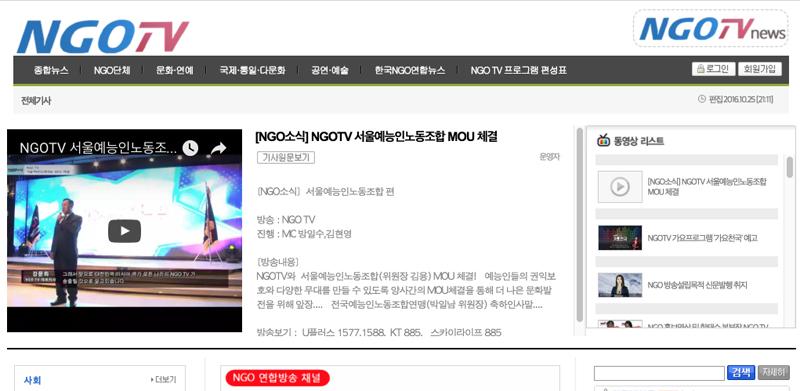 NGOTV
NGOTV news
종합뉴스
NGO단체
문화·연예
국제·통일·다문화
공연·예술
한국NGO연합뉴스
NGO TV 프로그램 편성표
로그인
회원가입
전체기사
편집 2016.10.25 [21:11]
NGOTV 서울예능인노동조...
[NGO소식] NGOTV 서울예능인노동조합 MOU 체결
기사원문보기
운영자
[NGO소식] 서울예능인노동조합 편
방송 : NGO TV
진행 : MC 방일수,김현영
[방송내용]
NGOTV와 서울예능인노동조합(위원장 김용) MOU 체결! 예능인들의 권익보
호와 다양한 무대를 만들 수 있도록 양사간의 MOU체결을 통해 더 나은 문화발
전을 위해 앞장.... 전국예능인노동조합연맹(박일남 위원장) 축하인사말....
방송보기 : U플러스 1577.1588. KT 885. 스카이라이프 885
동영상 리스트
[NGO소식] NGOTV 서울예능인노동조합
MOU 체결
NGOTV 가요프로그램 '가요천국' 예고
NGO 방송설립목적 신문발행 취지
사회
더보기
NGO 연합방송 채널
검색
자세히